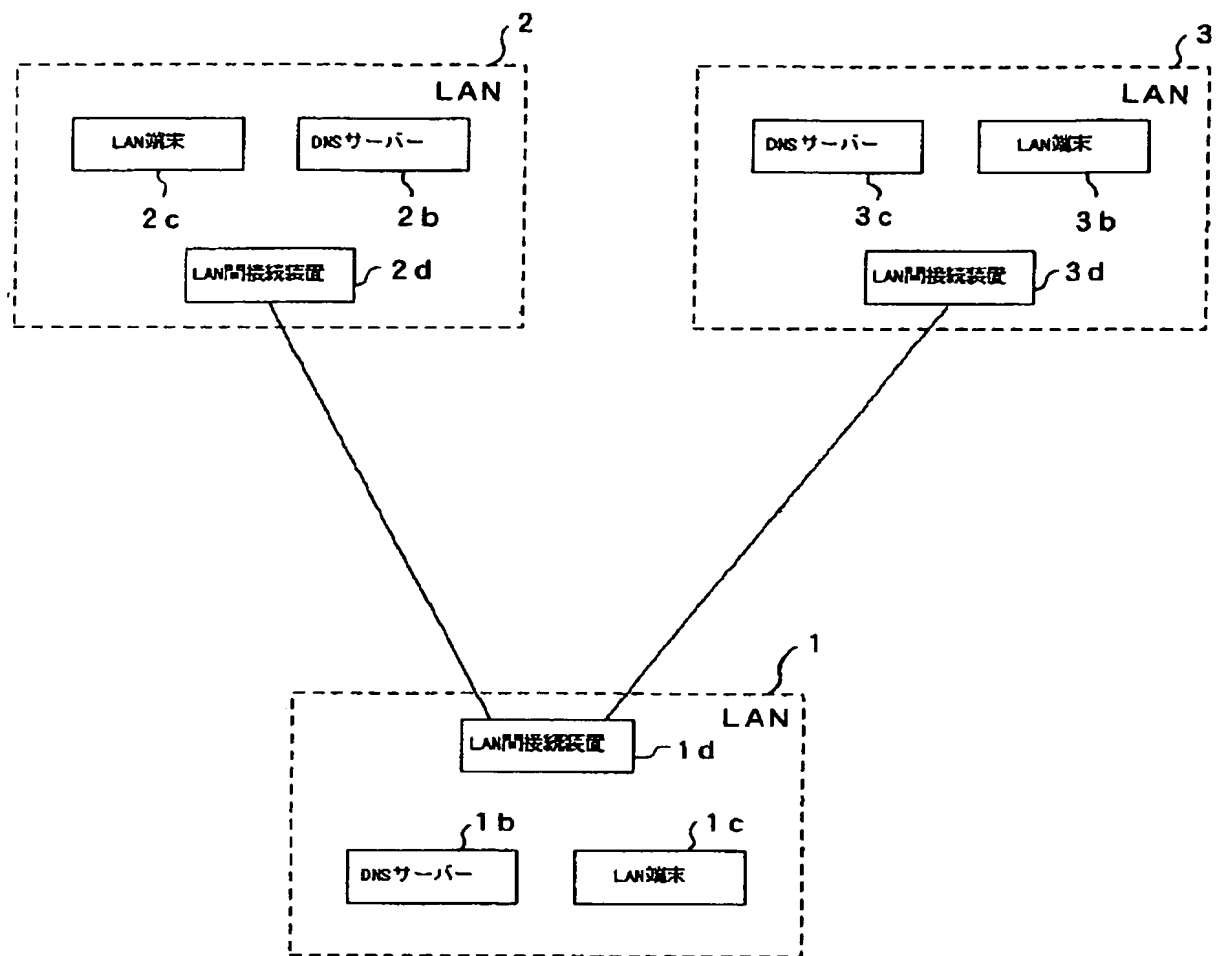 2
LAN
LAN端末
DNSサーバー
2c
2b
LAN間接続装置
2d
3
LAN
DNSサーバー
LAN端末
3c
3b
LAN間接続装置
3d
1
LAN
LAN間接続装置
1d
1b
1c
DNSサーバー
LAN端末